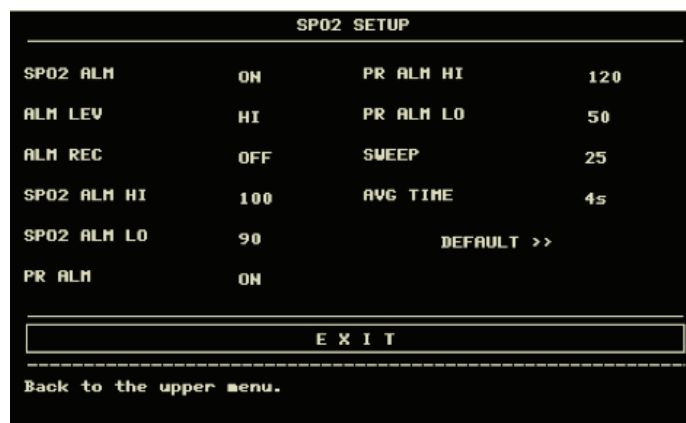 SPO2 SETUP
SPO2 ALM ON PR ALM HI 120
ALM LEV HI PR ALM LO 50
ALM REC OFF SWEEP 25
SPO2 ALM HI 100 AVG TIME 4s
SPO2 ALM LO 90 DEFAULT >>
PR ALM ON
E X I T
Back to the upper menu.